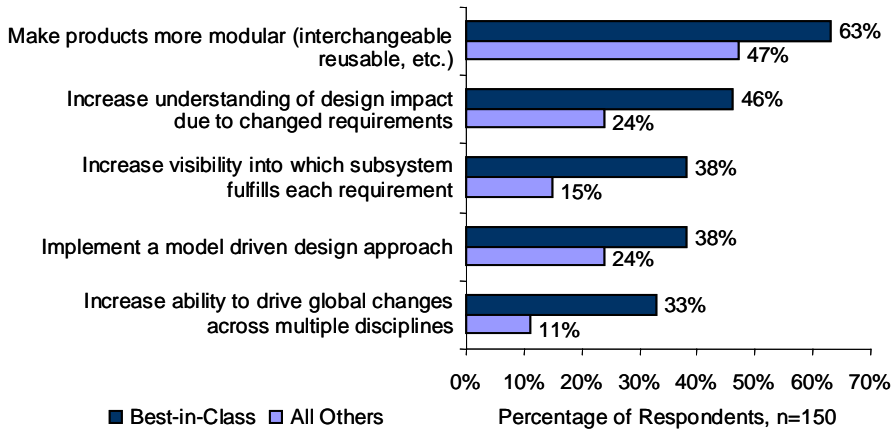 Make products more modular (interchangeable
reusable, etc.)
63%
47%
Increase understanding of design impact
due to changed requirements
46%
24%
Increase visibility into which subsystem
fulfills each requirement
38%
15%
Implement a model driven design approach
38%
24%
Increase ability to drive global changes
across multiple disciplines
33%
11%
0% 10% 20% 30% 40% 50% 60% 70%
Best-in-Class All Others
Percentage of Respondents, n=150